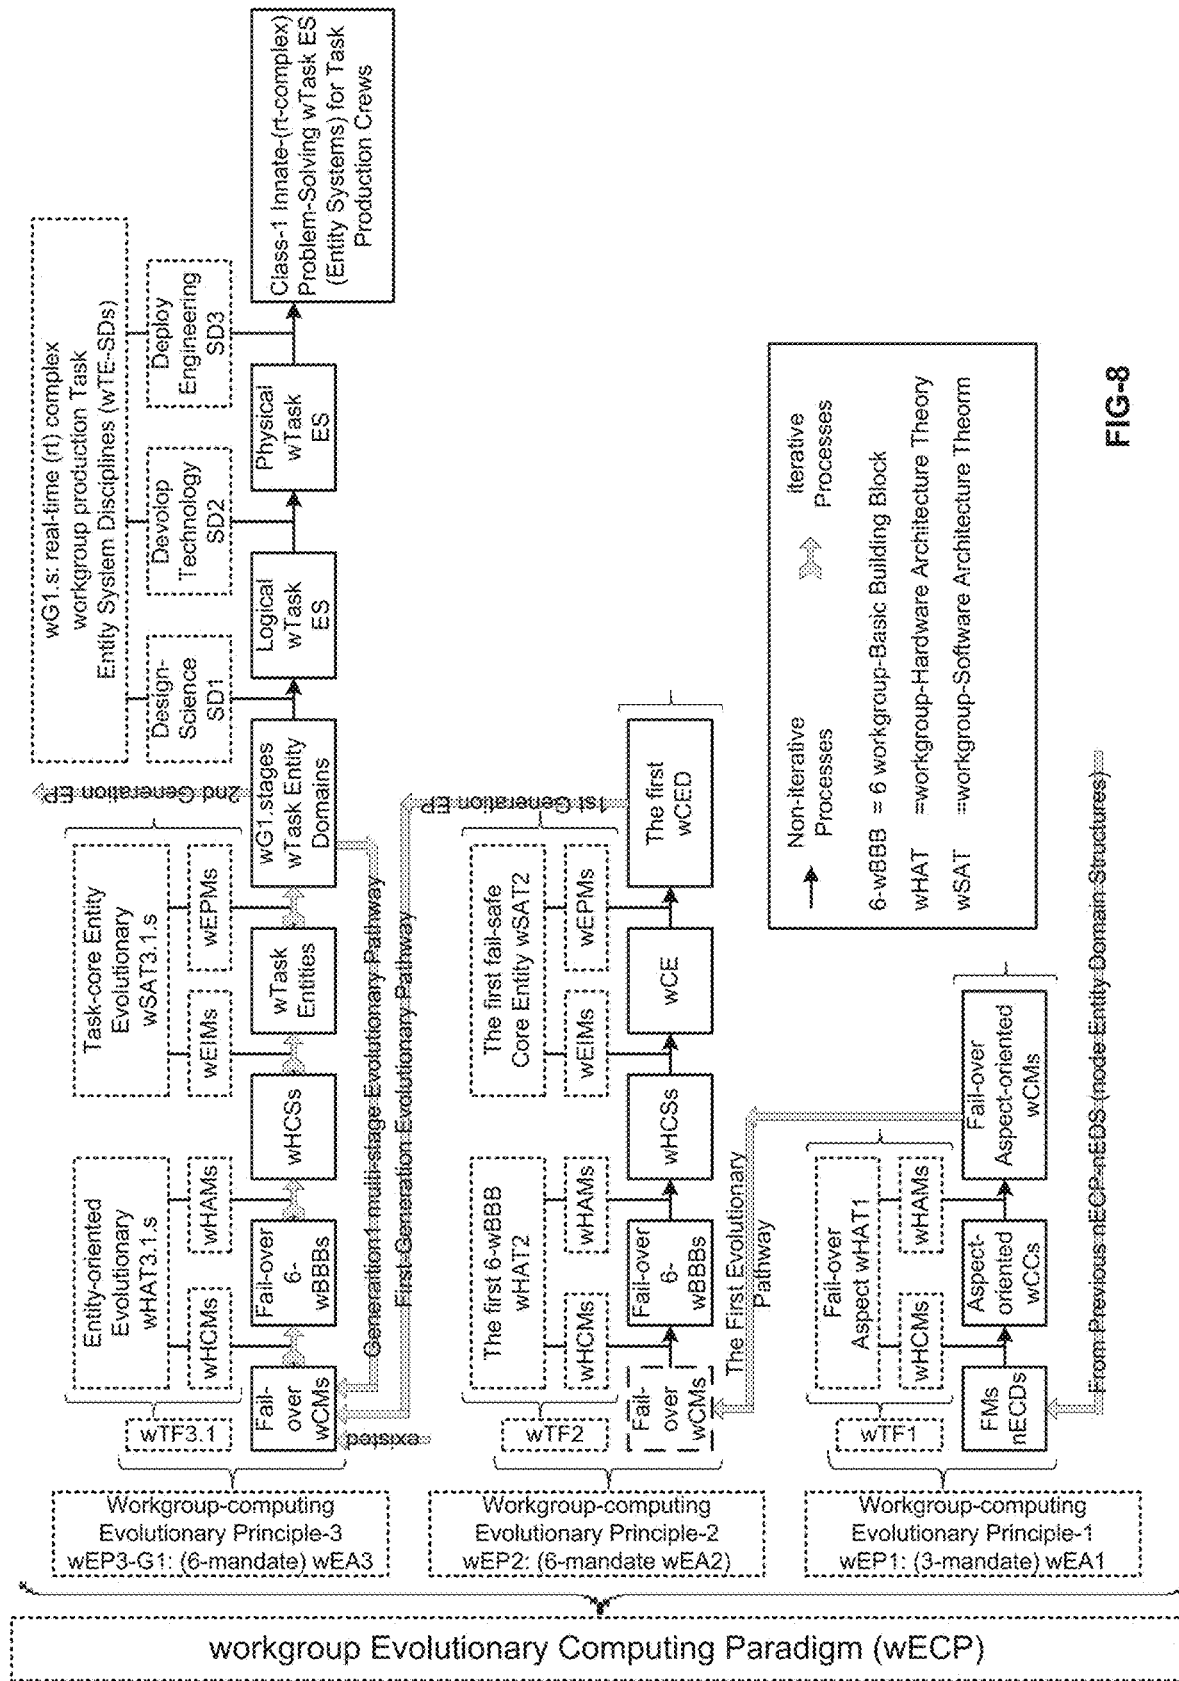 workgroup Evolutionary Computing Paradigm (wECP)
Workgroup-computing
Evolutionary Principle-3
wEP3-G1: (6-mandate) wEA3
wTF3.1
Entity-oriented
Evolutionary
wHAT3.1.s
wHCMs
wHAMs
Task-core Entity
Evolutionary
wSAT3.1.s
wEIMs
wEPMs
Fail-
over
wCMs
Fail-over
6-
wBBBs
wHCSs
wTask
Entities
wG1.stages
wTask Entity
Domains
2nd. Generation EP
existed
Generaition1 multi-stage Evolutionary Pathway
First Generation Evolutionary Pathway
wG1.s: real-time (rt) complex
workgroup production Task
Entity System Disciplines (wTE-SDs)
Design-
Science
SD1
Devolop
Technology
SD2
Deploy
Engineering
SD3
Logical
wTask
ES
Physical
wTask
ES
Class-1 Innate-(rt-complex)
Problem-Solving wTask ES
(Entity Systems) for Task
Production Crews
Workgroup-computing
Evolutionary Principle-2
wEP2: (6-mandate wEA2)
wTF2
The first 6-wBBB
wHAT2
wHCMs
wHAMs
The first fail-safe
Core Entity wSAT2
wEIMs
wEPMs
1st Generation EP
Fail-
over
wCMs
Fail-over
6-
wBBBs
wHCSs
wCE
The first
wCED
The First Evolutionary
Pathway
Workgroup-computing
Evolutionary Principle-1
wEP1: (3-mandate) wEA1
wTF1
Fail-over
Aspect wHAT1
wHCMs
wHAMs
FMs
nECDs
Aspect-
oriented
wCCs
Fail-over
Aspect-oriented
wCMs
From Previous nECP-nEDS (node Entity Domain Structures)
Non-iterative
Processes
iterative
Processes
6-wBBB = 6 workgroup-Basic Building Block
wHAT =workgroup-Hardware Architecture Theory
wSAT =workgroup-Software Architecture Theorm
FIG-8